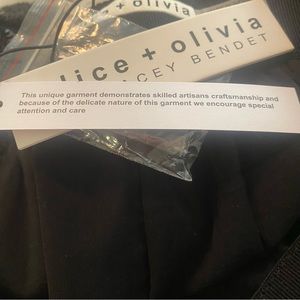 + olivia
lice + olivia
CEY BENDET
This unique garment demonstrates skilled artisans craftsmanship and
because of the delicate nature of this garment we encourage special
attention and care